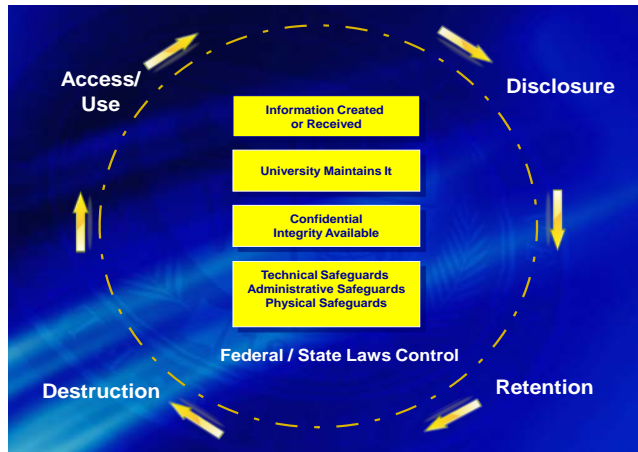 Access/
Use
Disclosure
Information Created
or Received
University Maintains It
Confidential
Integrity Available
Technical Safeguards
Administrative Safeguards
Physical Safeguards
Federal / State Laws Control
Destruction
Retention